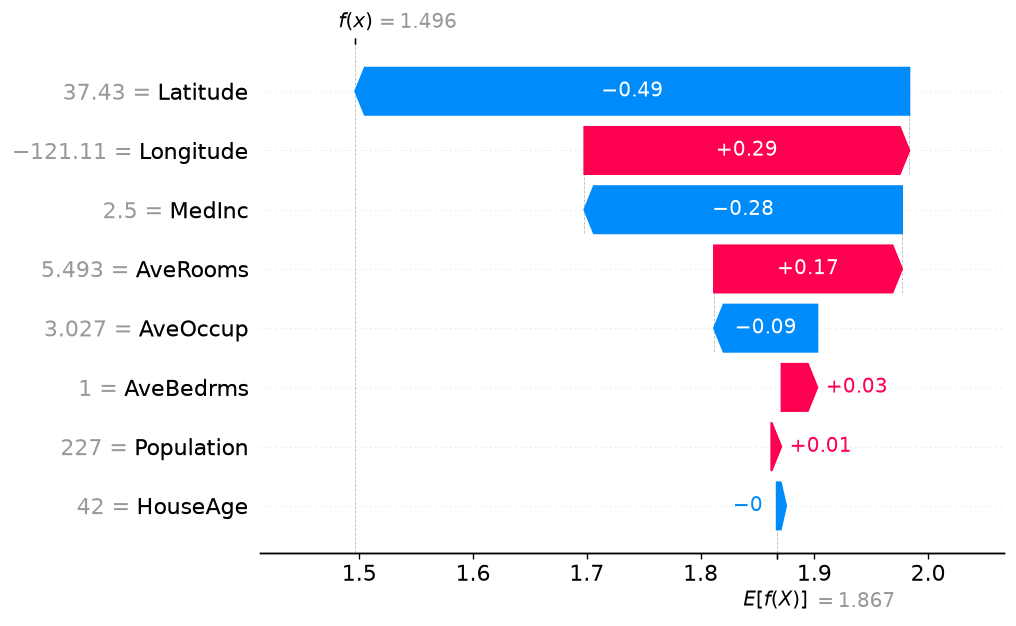 f(x) = 1.496
37.43 = Latitude
−0.49
−121.11 = Longitude
+0.29
2.5 = MedInc
−0.28
5.493 = AveRooms
+0.17
3.027 = AveOccup
−0.09
1 = AveBedrms
+0.03
227 = Population
+0.01
42 = HouseAge
−0
1.5 1.6 1.7 1.8 1.9 2.0
E[f(X)] = 1.867